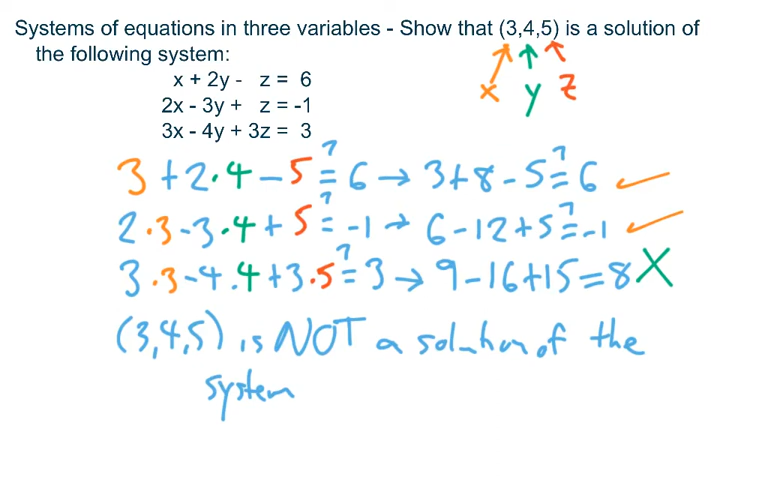 Systems of equations in three variables - Show that (3,4,5) is a solution of
the following system:
x + 2y - z = 6
2x - 3y + z = -1
3x - 4y + 3z = 3
x y z
3 + 2·4 - 5 ≟ 6 → 3 + 8 - 5 ≟ 6 ✓
2·3 - 3·4 + 5 ≟ -1 → 6 - 12 + 5 ≟ -1 ✓
3·3 - 4·4 + 3·5 ≟ 3 → 9 - 16 + 15 = 8 X
(3,4,5) is NOT a solution of the
system